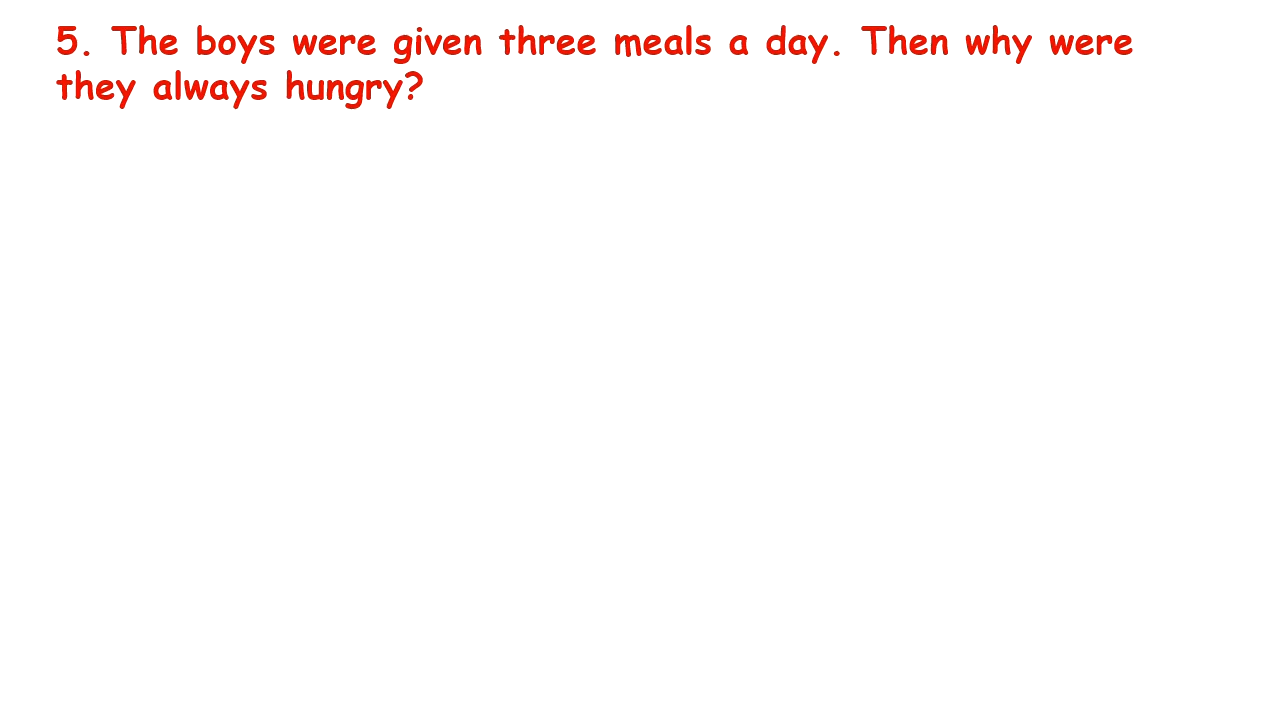 5. The boys were given three meals a day. Then why were
they always hungry?